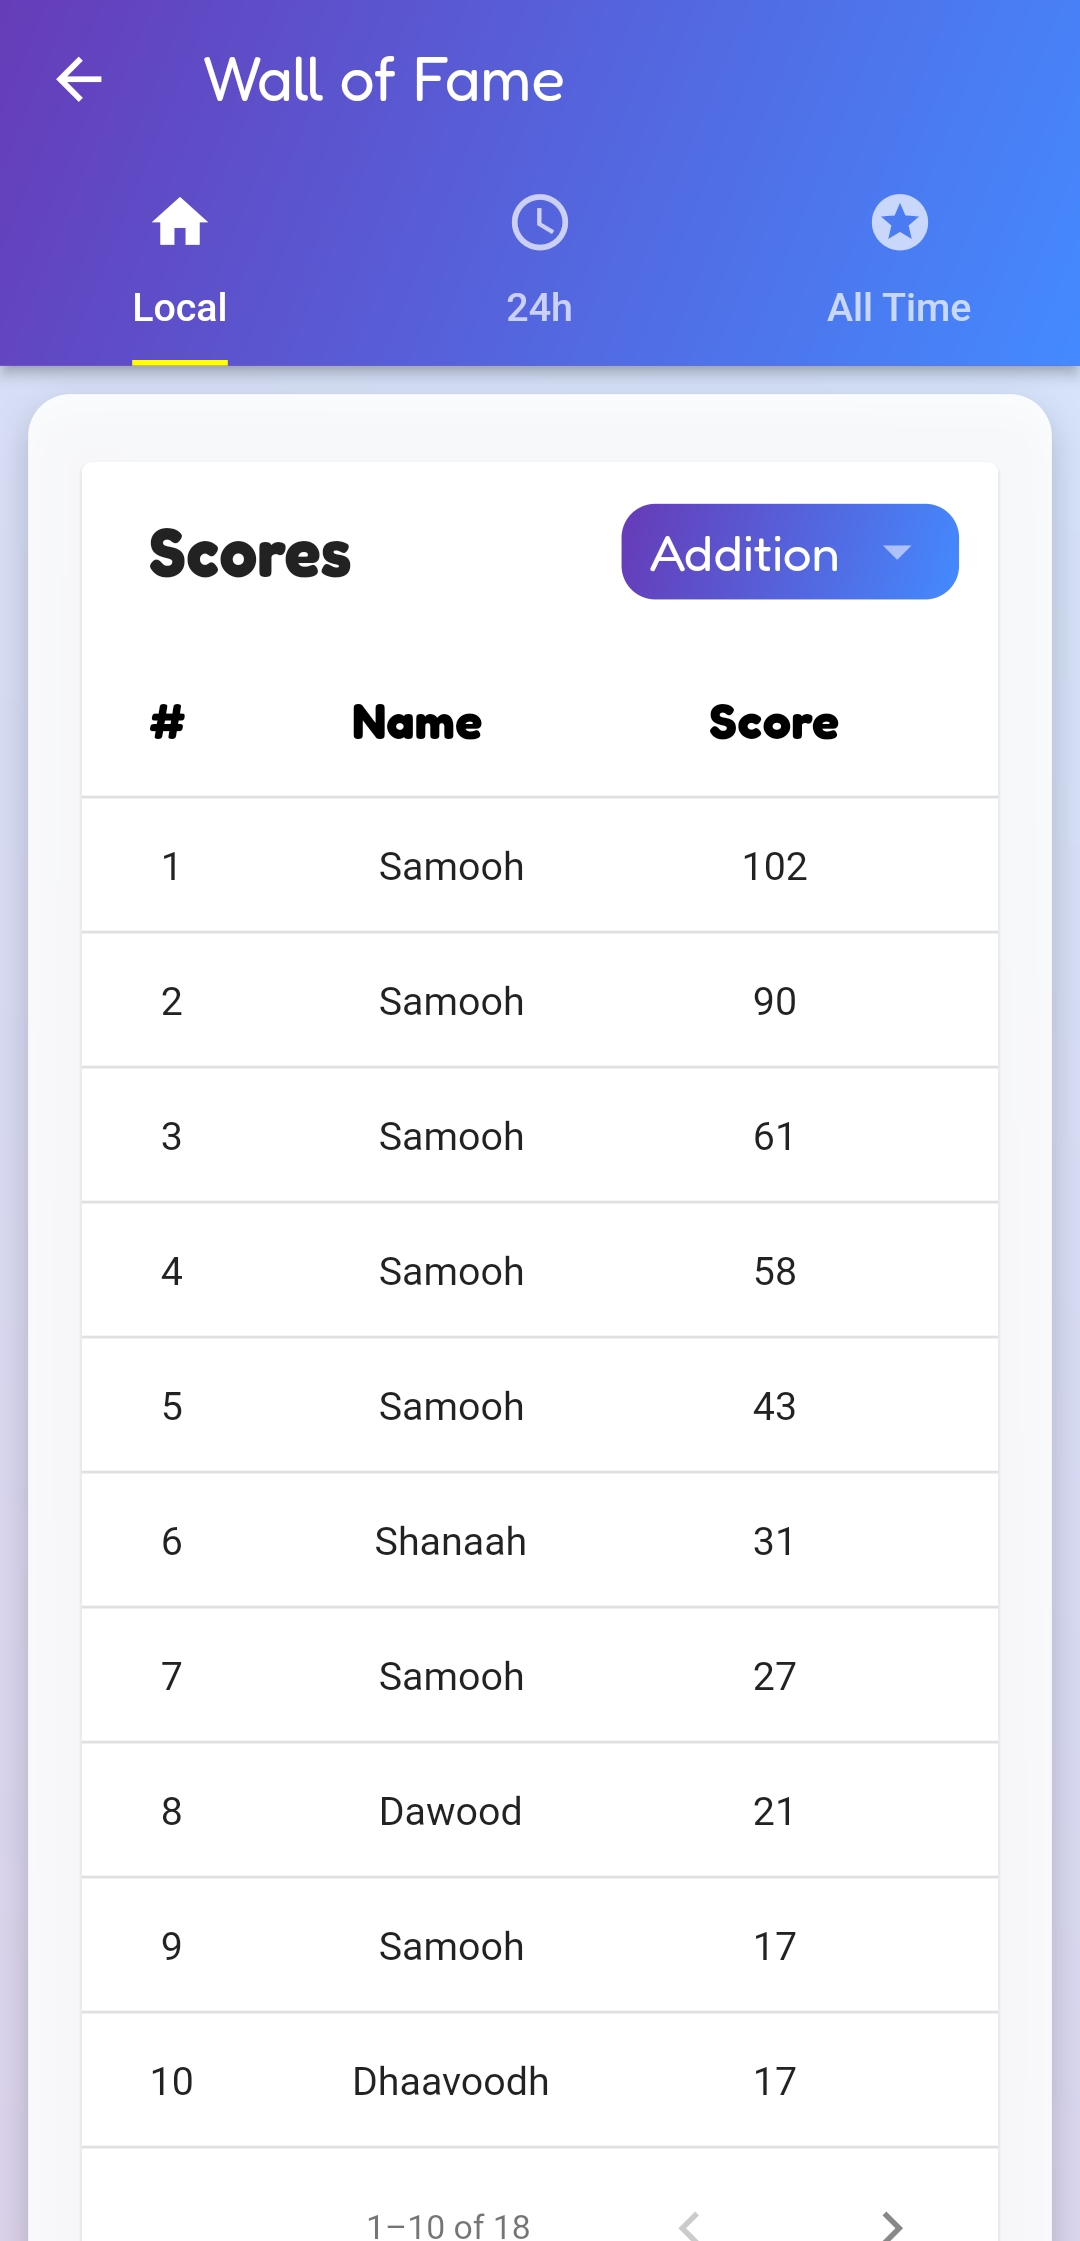 Wall of Fame
Local 24h All Time
Scores Addition
# Name Score
1 Samooh 102
2 Samooh 90
3 Samooh 61
4 Samooh 58
5 Samooh 43
6 Shanaah 31
7 Samooh 27
8 Dawood 21
9 Samooh 17
10 Dhaavoodh 17
1–10 of 18